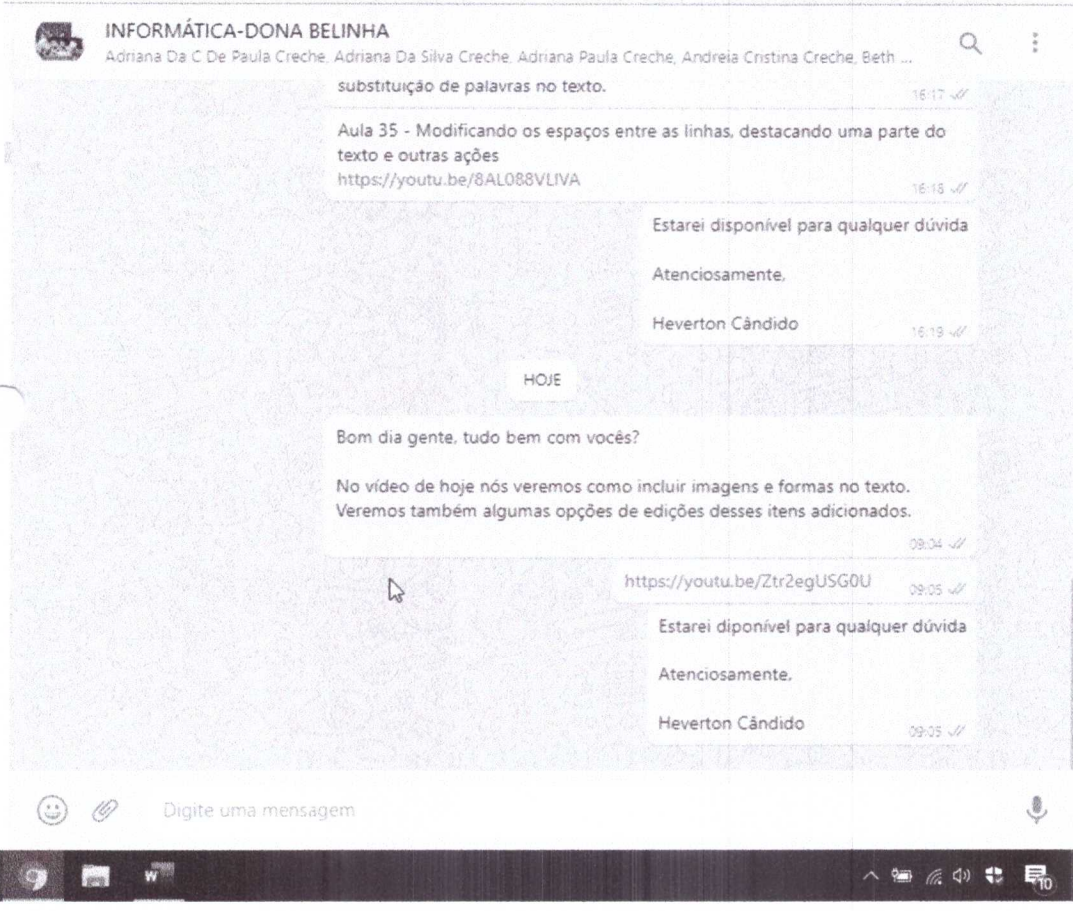 INFORMÁTICA-DONA BELINHA
Adriana Da C De Paula Creche, Adriana Da Silva Creche, Adriana Paula Creche, Andreia Cristina Creche, Beth ...
substituição de palavras no texto.
16:17
Aula 35 - Modificando os espaços entre as linhas, destacando uma parte do
texto e outras ações
https://youtu.be/8AL088VLIVA
16:18
Estarei disponível para qualquer dúvida
Atenciosamente,
Heverton Cândido
16:19
HOJE
Bom dia gente, tudo bem com vocês?
No vídeo de hoje nós veremos como incluir imagens e formas no texto.
Veremos também algumas opções de edições desses itens adicionados.
09:04
https://youtu.be/Ztr2egUSG0U
09:05
Estarei diponível para qualquer dúvida
Atenciosamente,
Heverton Cândido
09:05
Digite uma mensagem
W
10